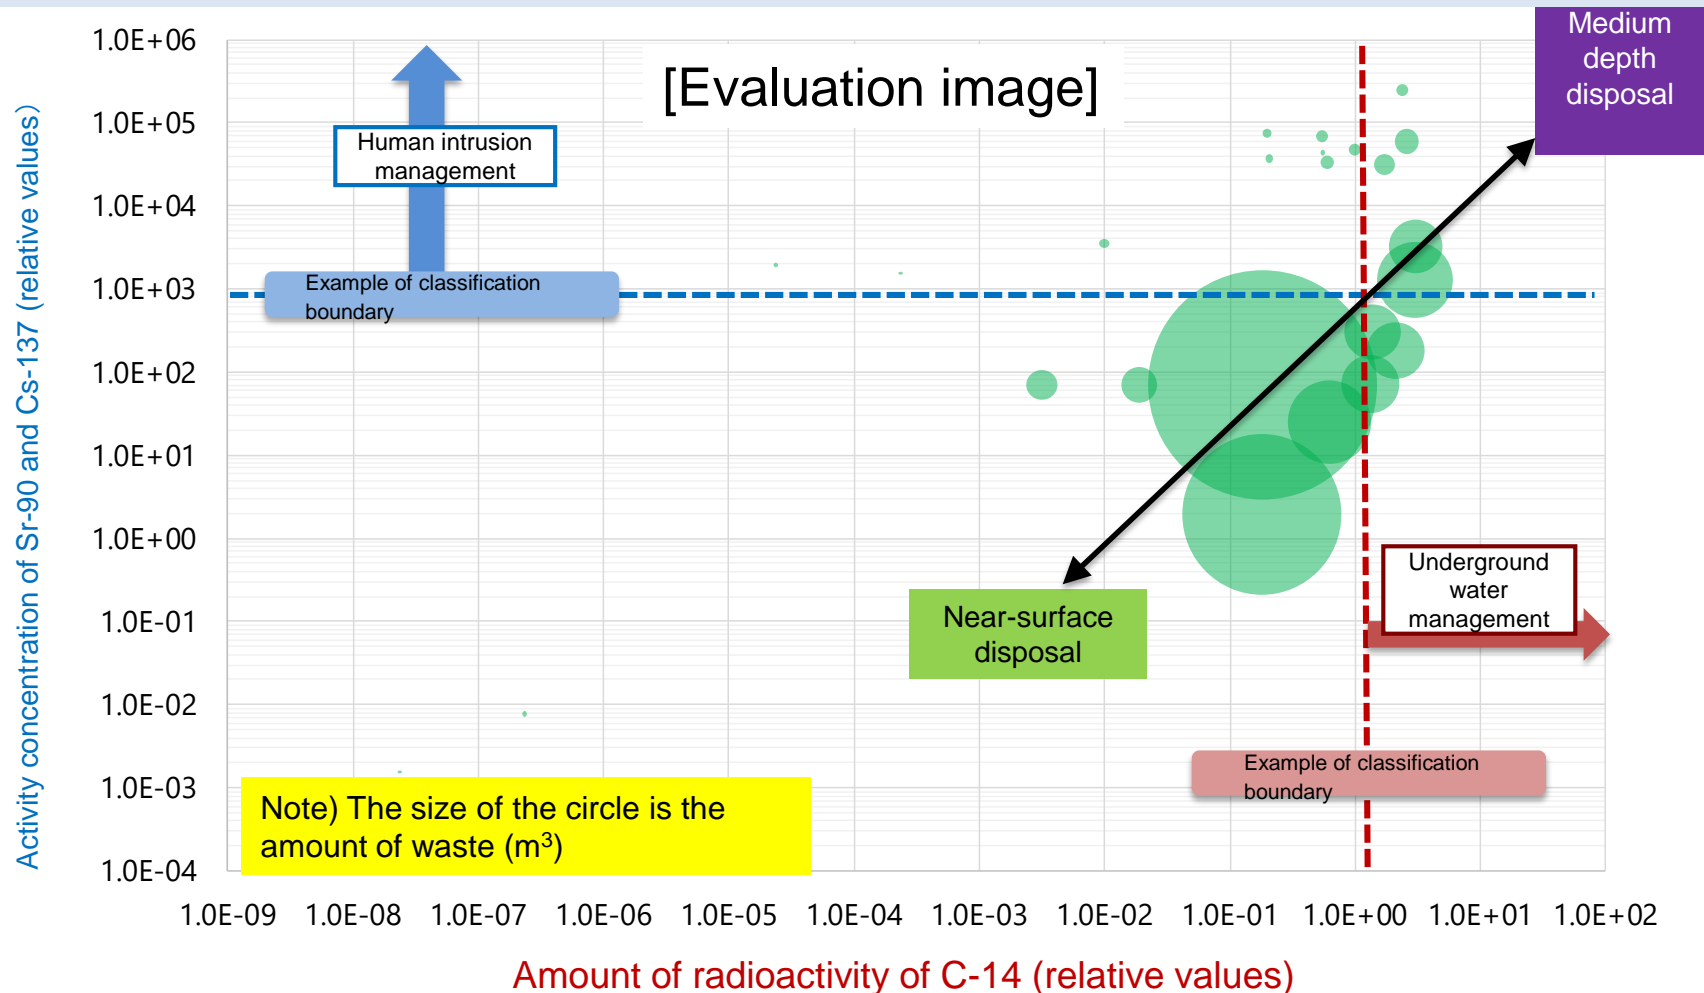 Medium
depth
disposal
[Evaluation image]
Human intrusion
management
Example of classification
boundary
Activity concentration of Sr-90 and Cs-137 (relative values)
1.0E+06
1.0E+05
1.0E+04
1.0E+03
1.0E+02
1.0E+01
1.0E+00
1.0E-01
1.0E-02
1.0E-03
1.0E-04
Near-surface
disposal
Underground
water
management
Example of classification
boundary
Note) The size of the circle is the
amount of waste (m³)
1.0E-09 1.0E-08 1.0E-07 1.0E-06 1.0E-05 1.0E-04 1.0E-03 1.0E-02 1.0E-01 1.0E+00 1.0E+01 1.0E+02
Amount of radioactivity of C-14 (relative values)